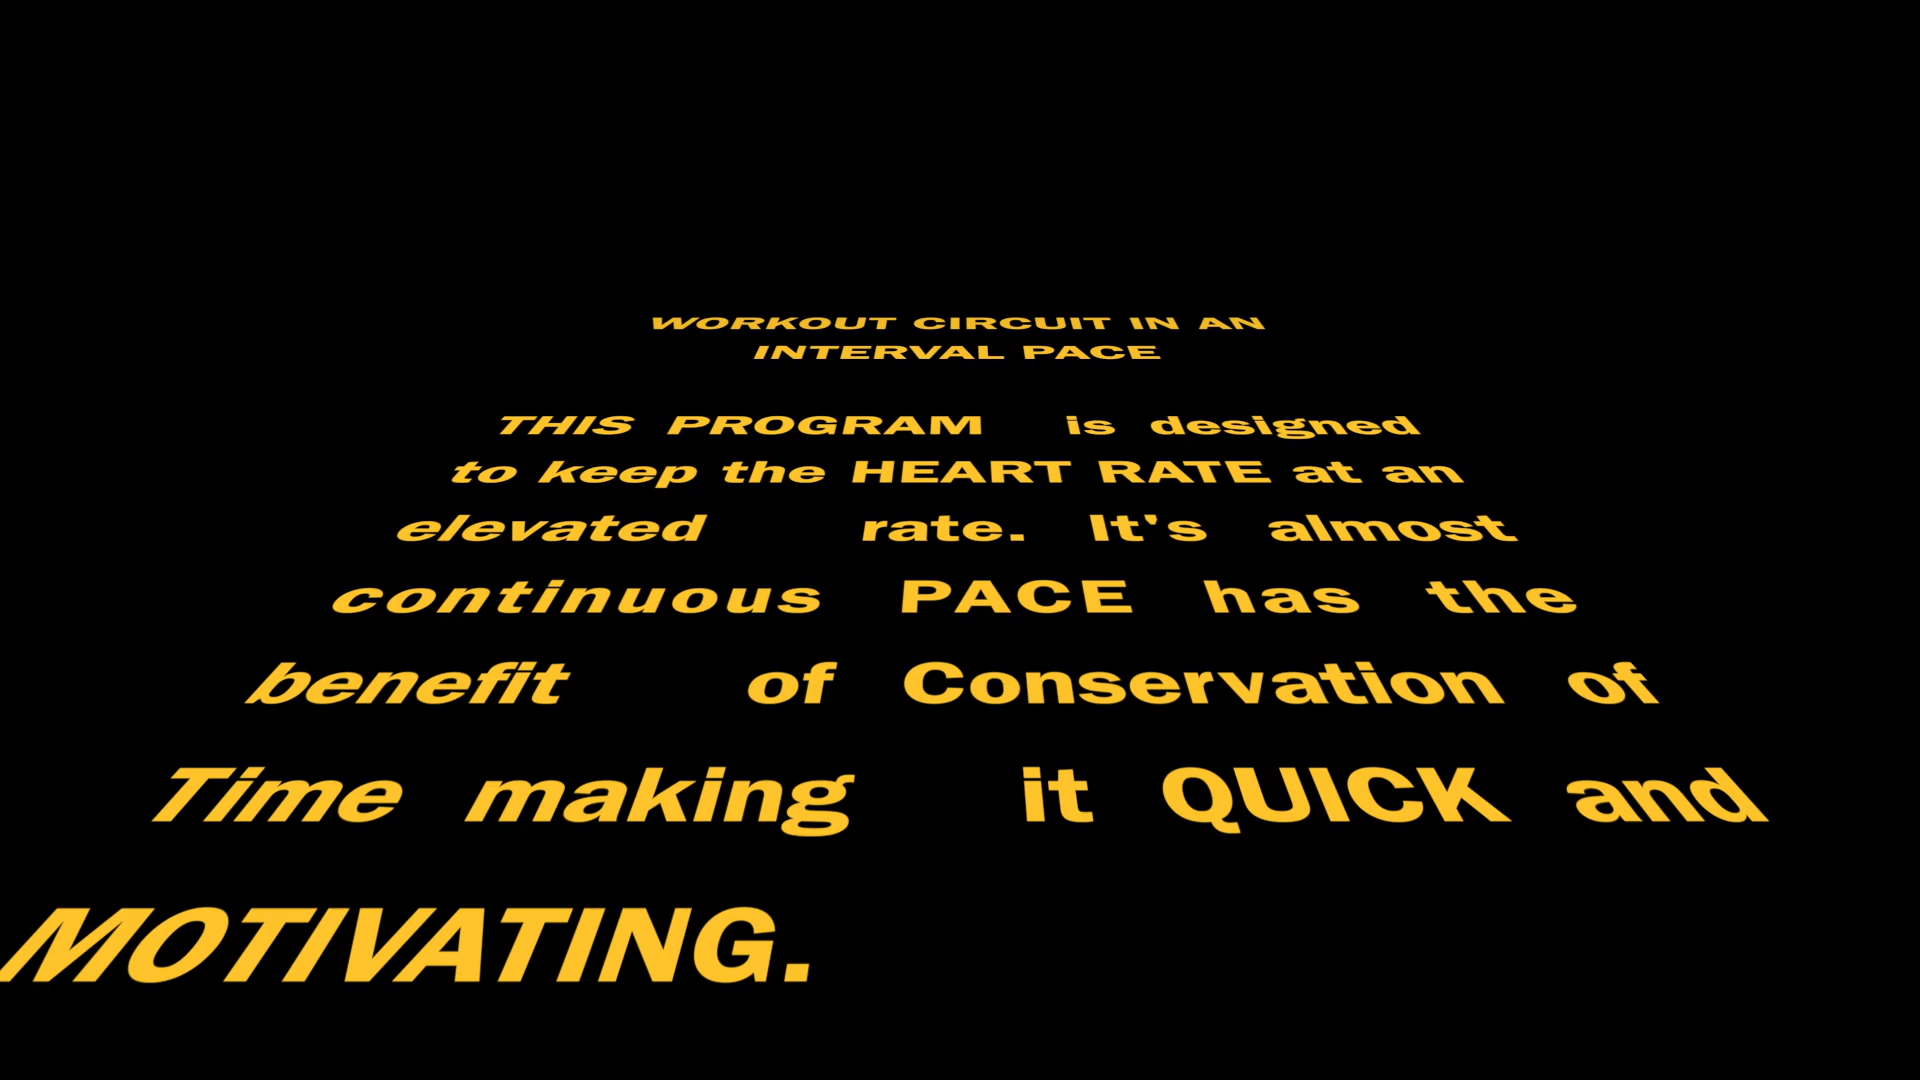 WORKOUT CIRCUIT IN AN
INTERVAL PACE
THIS PROGRAM is designed
to keep the HEART RATE at an
elevated rate. It's almost
continuous PACE has the
benefit of Conservation of
Time making it QUICK and
MOTIVATING.